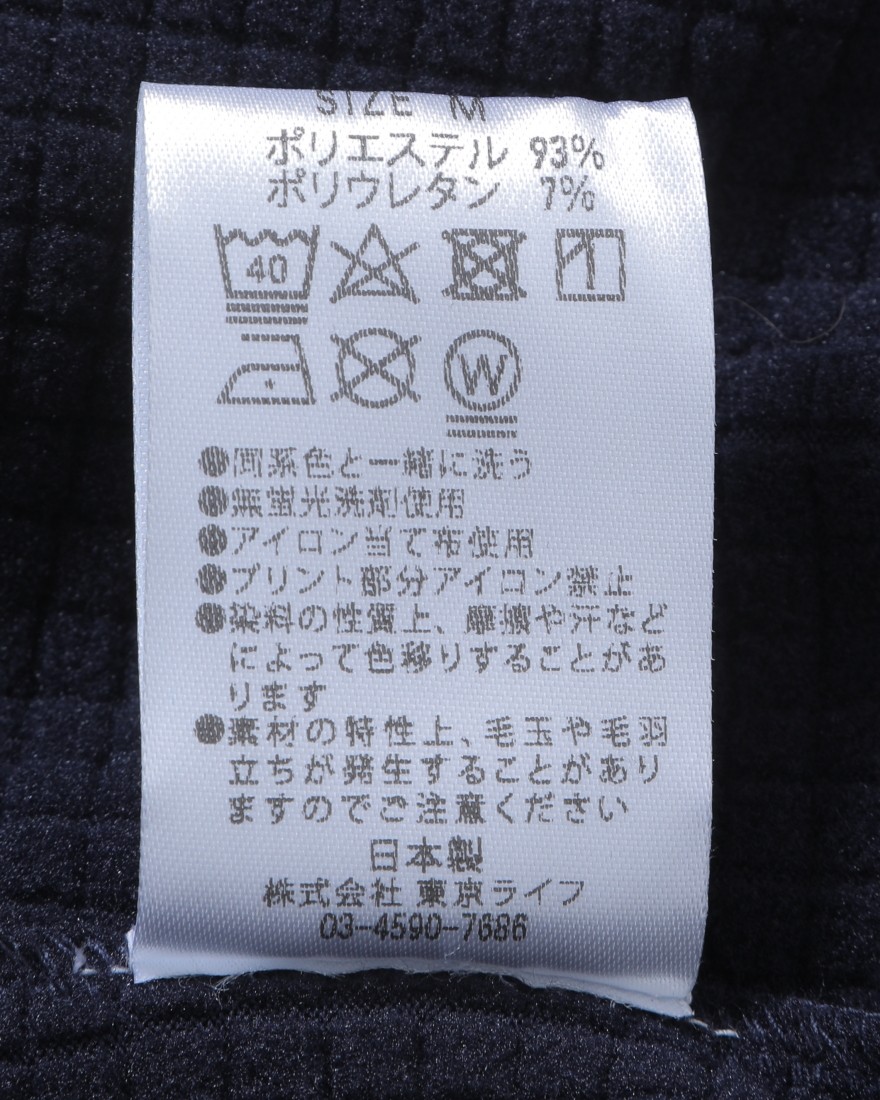 SIZE M
ポリエステル 93%
ポリウレタン 7%
40
W
●同系色と一緒に洗う
●無蛍光洗剤使用
●アイロン当て布使用
●プリント部分アイロン禁止
●染料の性質上、摩擦や汗など
によって色移りすることがあ
ります
●素材の特性上、毛玉や毛羽
立ちが発生することがあり
ますのでご注意ください
日本製
株式会社 東京ライフ
03-4590-7686